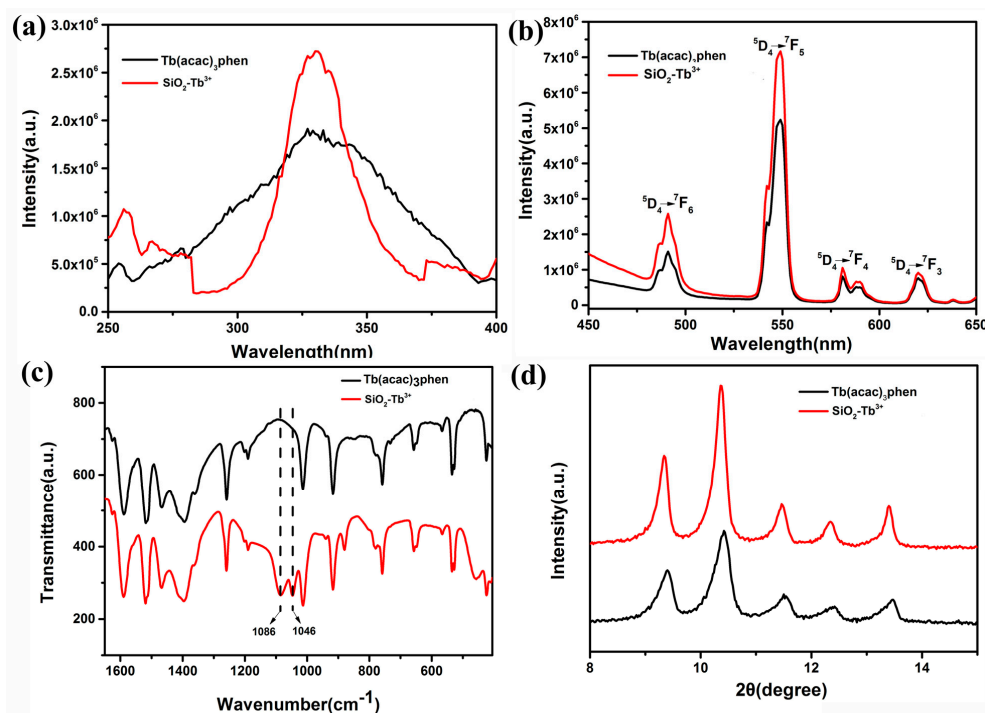 (a)
3.0x10⁶
2.5x10⁶
2.0x10⁶
1.5x10⁶
1.0x10⁶
5.0x10⁵
0.0
Intensity(a.u.)
Tb(acac)₃phen
SiO₂-Tb³⁺
250 300 350 400
Wavelength(nm)
(b)
8x10⁶
7x10⁶
6x10⁶
5x10⁶
4x10⁶
3x10⁶
2x10⁶
1x10⁶
0
Intensity(a.u.)
Tb(acac)₃phen
SiO₂-Tb³⁺
⁵D₄→⁷F₆
⁵D₄→⁷F₅
⁵D₄→⁷F₄
⁵D₄→⁷F₃
450 500 550 600 650
Wavelength(nm)
(c)
800
600
400
200
Transmittance(a.u.)
Tb(acac)3phen
SiO₂-Tb³⁺
1086 1046
1600 1400 1200 1000 800 600
Wavenumber(cm⁻¹)
(d)
Intensity(a.u.)
Tb(acac)₃phen
SiO₂-Tb³⁺
8 10 12 14
2θ(degree)